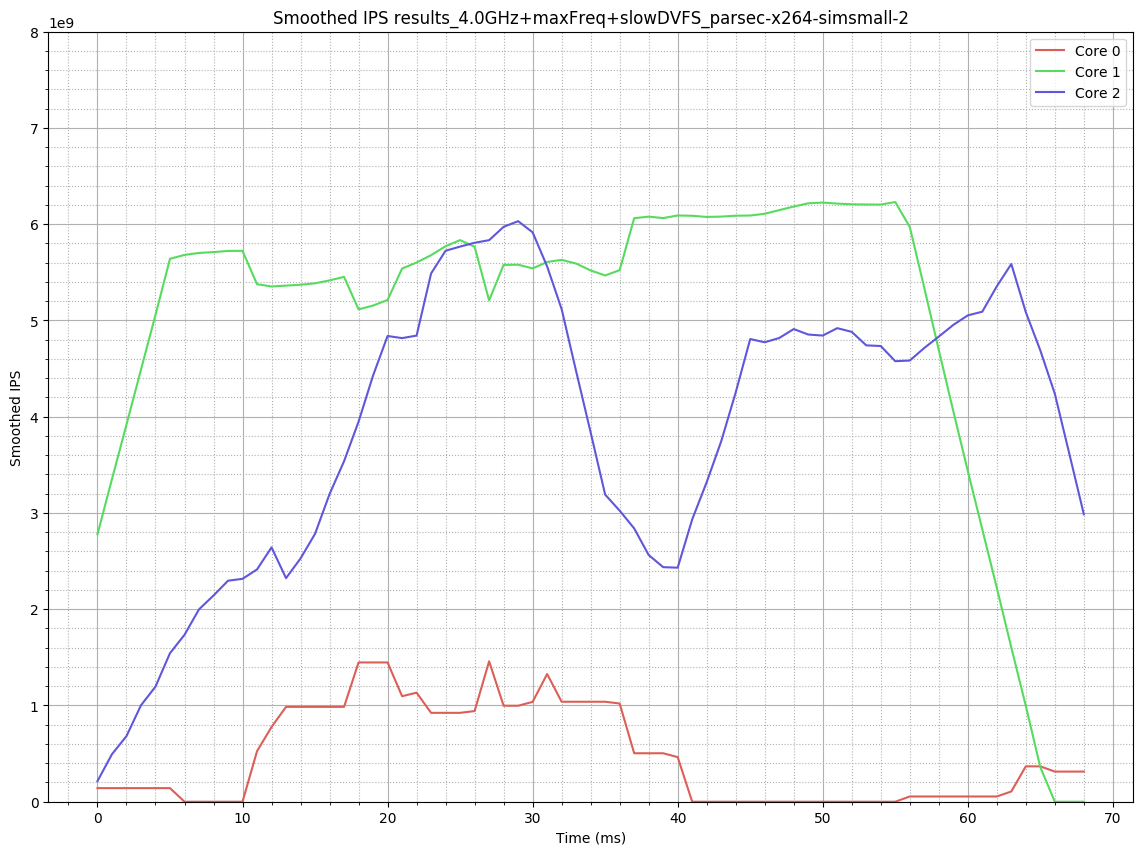 Smoothed IPS results_4.0GHz+maxFreq+slowDVFS_parsec-x264-simsmall-2
1e9
8
7
6
5
4
3
2
1
0
Smoothed IPS
Core 0
Core 1
Core 2
0 10 20 30 40 50 60 70
Time (ms)